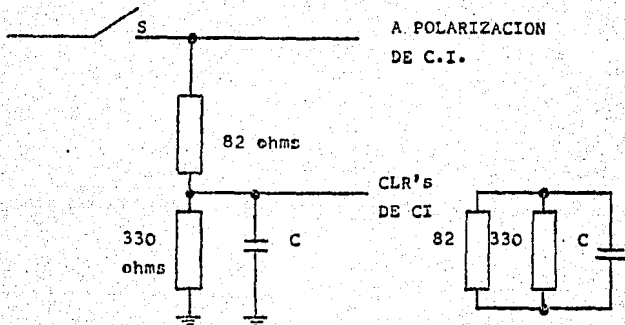 S
A POLARIZACION
DE C.I.
82 ohms
CLR's
DE CI
330
ohms
C
82
330
C